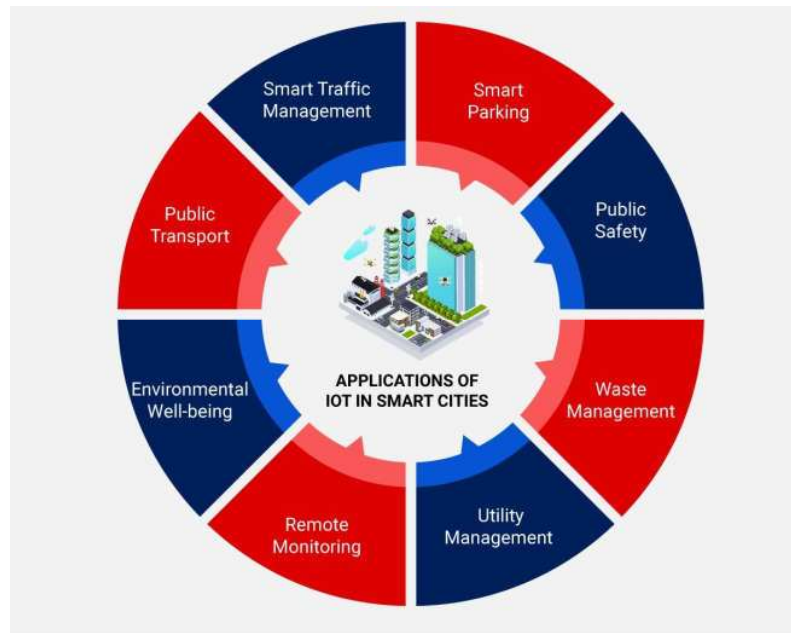 Smart Traffic
Management
Smart
Parking
Public
Safety
Waste
Management
Utility
Management
Remote
Monitoring
Environmental
Well-being
Public
Transport
APPLICATIONS OF
IOT IN SMART CITIES